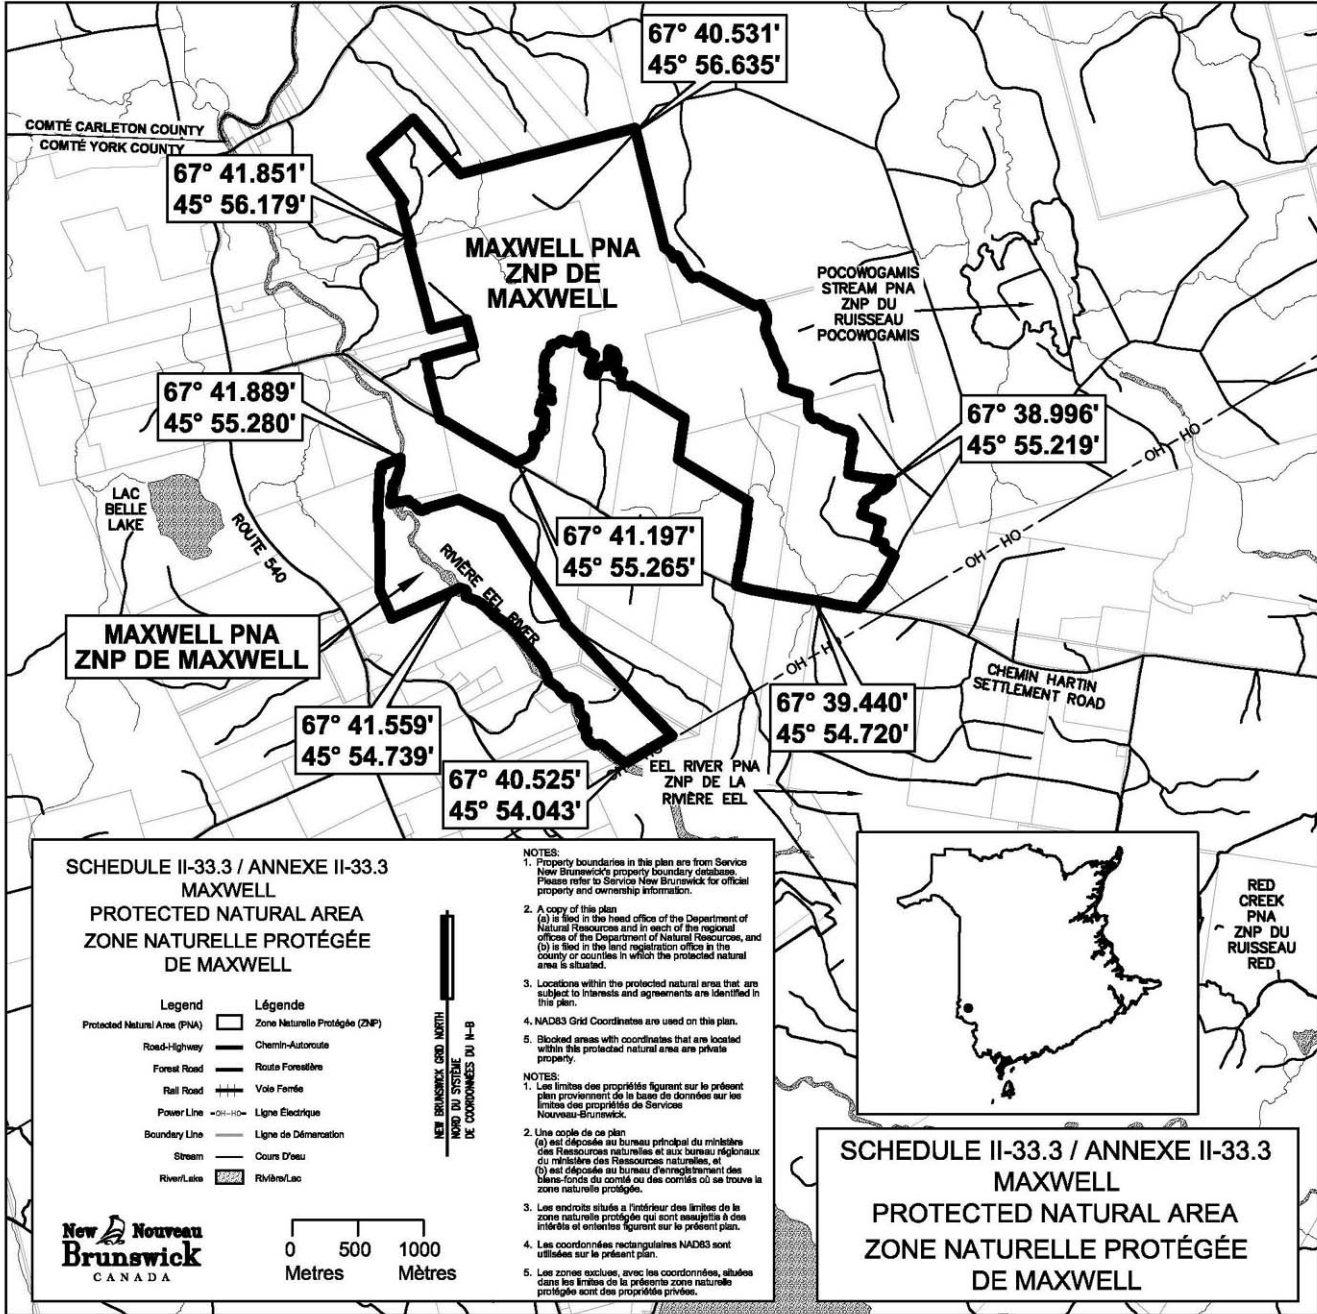 67° 40.531'
45° 56.635'
COMTÉ CARLETON COUNTY
COMTÉ YORK COUNTY
67° 41.851'
45° 56.179'
MAXWELL PNA
ZNP DE
MAXWELL
POCOWOGAMIS
STREAM PNA
ZNP DU
RUISSEAU
POCOWOGAMIS
67° 41.889'
45° 55.280'
67° 38.996'
45° 55.219'
OH-HO
LAC
BELLE
LAKE
ROUTE 540
67° 41.197'
45° 55.265'
OH-HO
RIVIÈRE EEL RIVER
MAXWELL PNA
ZNP DE MAXWELL
OH-HO
CHEMIN HARTIN
SETTLEMENT ROAD
67° 41.559'
45° 54.739'
67° 39.440'
45° 54.720'
67° 40.525'
45° 54.043'
EEL RIVER PNA
ZNP DE LA
RIVIÈRE EEL
RED
CREEK
PNA
ZNP DU
RUISSEAU
RED
SCHEDULE II-33.3 / ANNEXE II-33.3
MAXWELL
PROTECTED NATURAL AREA
ZONE NATURELLE PROTÉGÉE
DE MAXWELL
Legend Légende
Protected Natural Area (PNA) Zone Naturelle Protégée (ZNP)
Road-Highway Chemin-Autoroute
Forest Road Route Forestière
Rail Road Voie Ferrée
Power Line -OH-HO- Ligne Électrique
Boundary Line Ligne de Démarcation
Stream Cours D'eau
River/Lake Rivière/Lac
NEW BRUNSWICK GRID NORTH
NORD DU SYSTÈME
DE COORDONNÉES DU N-B
New Nouveau
Brunswick
CANADA
0 500 1000
Metres Mètres
NOTES:
1. Property boundaries in this plan are from Service
New Brunswick's property boundary database.
Please refer to Service New Brunswick for official
property and ownership information.
2. A copy of this plan
(a) is filed in the head office of the Department of
Natural Resources and in each of the regional
offices of the Department of Natural Resources, and
(b) is filed in the land registration office in the
county or counties in which the protected natural
area is situated.
3. Locations within the protected natural area that are
subject to interests and agreements are identified in
this plan.
4. NAD83 Grid Coordinates are used on this plan.
5. Blocked areas with coordinates that are located
within this protected natural area are private
property.
NOTES:
1. Les limites des propriétés figurant sur le présent
plan proviennent de la base de données sur les
limites des propriétés de Services
Nouveau-Brunswick.
2. Une copie de ce plan
(a) est déposée au bureau principal du ministère
des Ressources naturelles et aux bureau régionaux
du ministère des Ressources naturelles, et
(b) est déposée au bureau d'enregistrement des
biens-fonds du comté ou des comtés où se trouve la
zone naturelle protégée.
3. Les endroits situés a l'intérieur des limites de la
zone naturelle protégée qui sont assujettis à des
intérêts et ententes figurent sur le présent plan.
4. Les coordonnées rectangulaires NAD83 sont
utilisées sur le présent plan.
5. Les zones exclues, avec les coordonnées, situées
dans les limites de la présente zone naturelle
protégée sont des propriétés privées.
SCHEDULE II-33.3 / ANNEXE II-33.3
MAXWELL
PROTECTED NATURAL AREA
ZONE NATURELLE PROTÉGÉE
DE MAXWELL